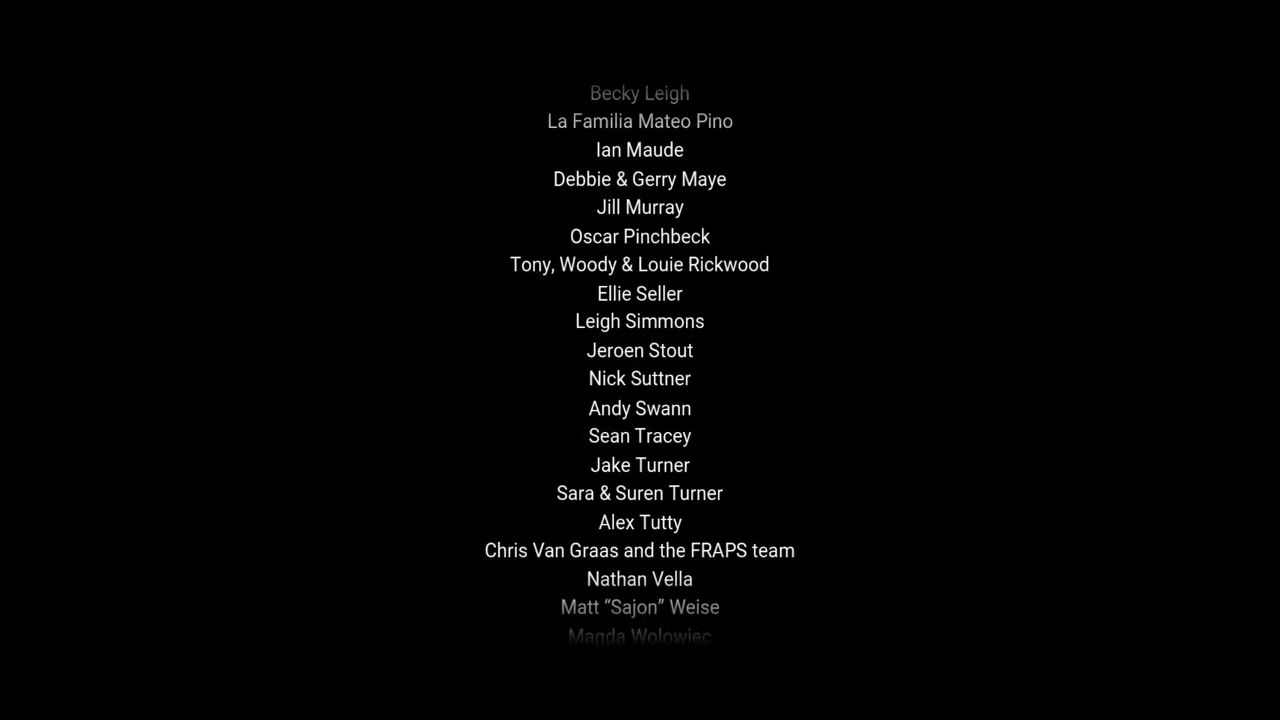 Becky Leigh
La Familia Mateo Pino
Ian Maude
Debbie & Gerry Maye
Jill Murray
Oscar Pinchbeck
Tony, Woody & Louie Rickwood
Ellie Seller
Leigh Simmons
Jeroen Stout
Nick Suttner
Andy Swann
Sean Tracey
Jake Turner
Sara & Suren Turner
Alex Tutty
Chris Van Graas and the FRAPS team
Nathan Vella
Matt “Sajon” Weise
Magda Wolowiec